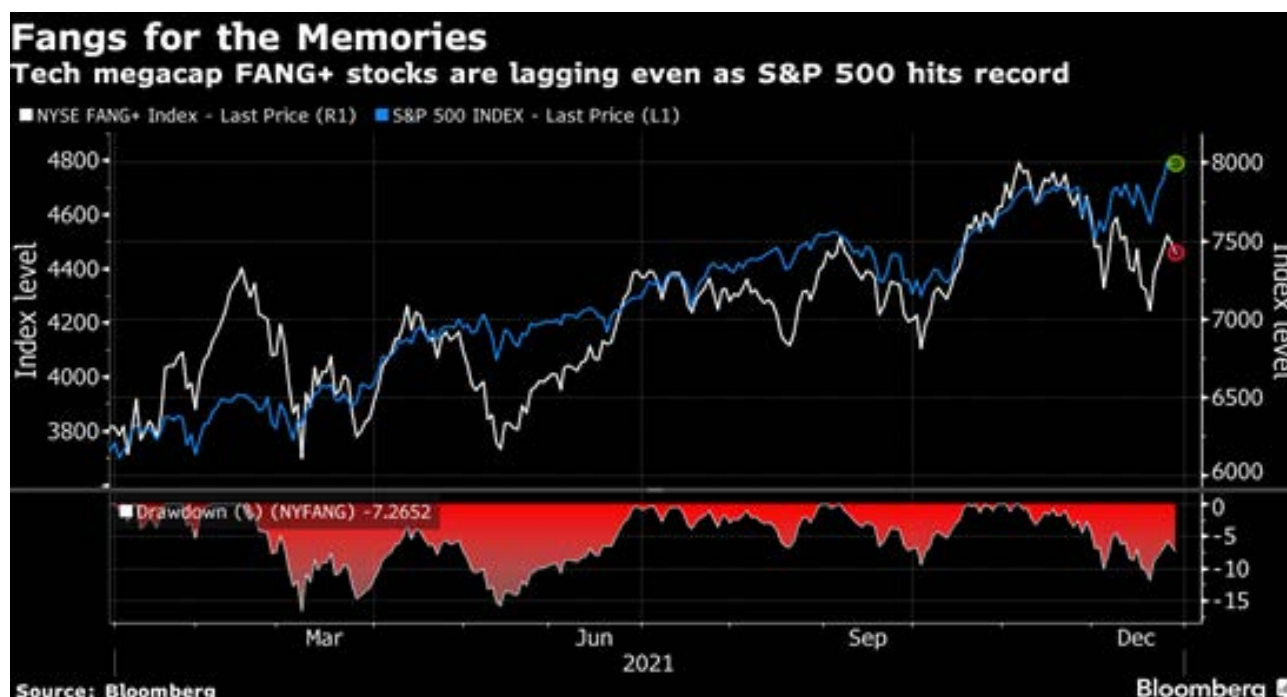 Fangs for the Memories
Tech megacap FANG+ stocks are lagging even as S&P 500 hits record
NYSE FANG+ Index - Last Price (R1) S&P 500 INDEX - Last Price (L1)
4800 8000
4600
7500
4400
4200
7000
4000
6500
3800
6000
Index level
Index level
Drawdown (%) (NYFANG) -7.2652
0
-5
-10
-15
Mar Jun Sep Dec
2021
Source: Bloomberg Bloomberg